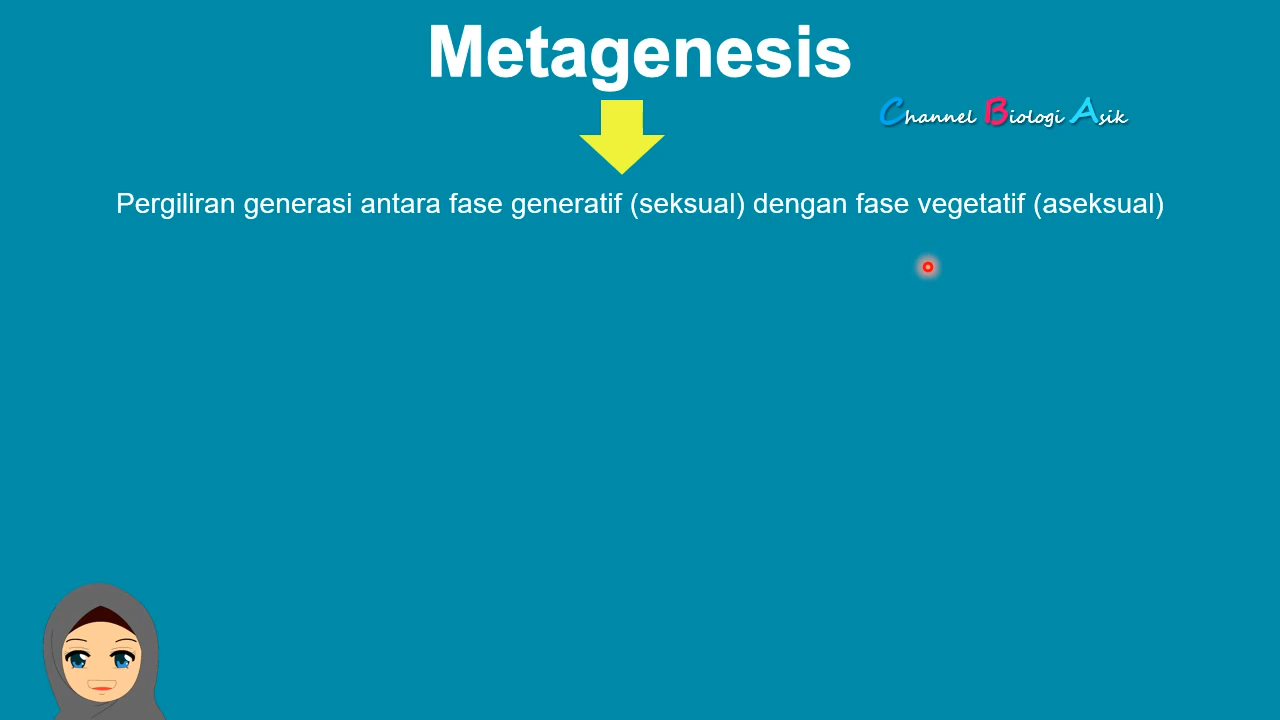 Metagenesis
Channel Biologi Asik
Pergiliran generasi antara fase generatif (seksual) dengan fase vegetatif (aseksual)